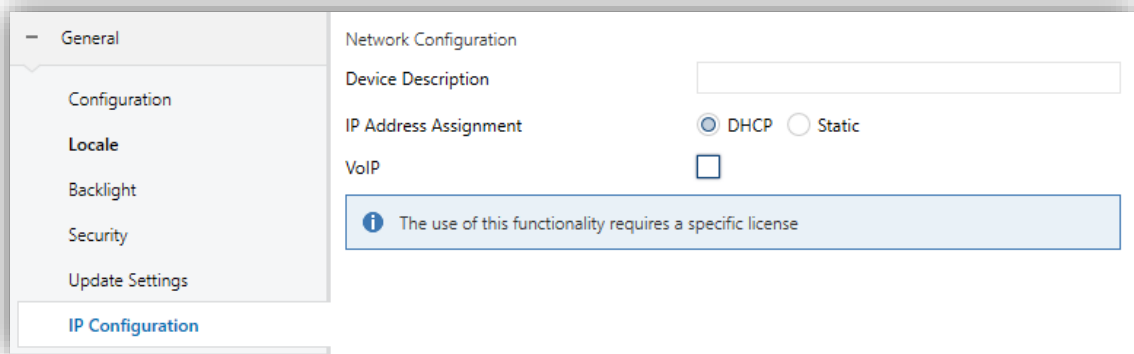 General
Configuration
Locale
Backlight
Security
Update Settings
IP Configuration
Network Configuration
Device Description
IP Address Assignment DHCP Static
VoIP
The use of this functionality requires a specific license